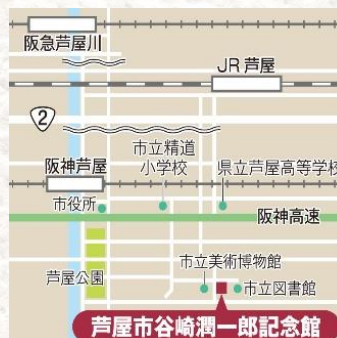 阪急芦屋川
JR 芦屋
2
市立精道
小学校
阪神芦屋
県立芦屋高等学校
市役所
阪神高速
市立美術博物館
芦屋公園
市立図書館
芦屋市谷崎潤一郎記念館